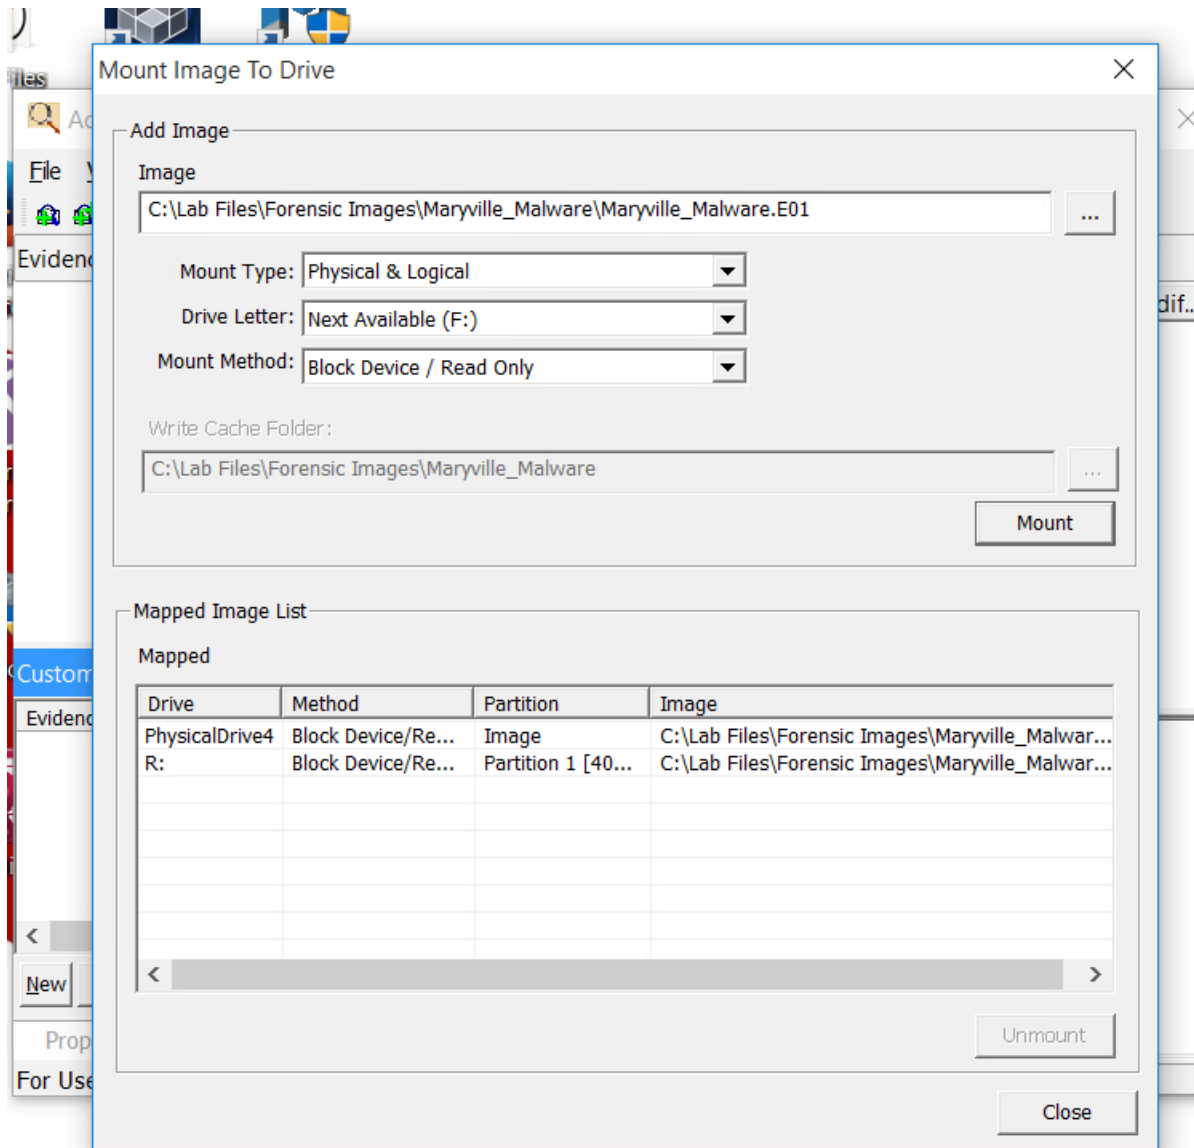 iles
Mount Image To Drive
File
Add Image
Image
C:\Lab Files\Forensic Images\Maryville_Malware\Maryville_Malware.E01
...
Mount Type: Physical & Logical
Drive Letter: Next Available (F:)
Mount Method: Block Device / Read Only
Write Cache Folder:
C:\Lab Files\Forensic Images\Maryville_Malware
...
Mount
Evidenc
dif..
Mapped Image List
Mapped
Custom
Evidenc
Drive Method Partition Image
PhysicalDrive4 Block Device/Re... Image C:\Lab Files\Forensic Images\Maryville_Malwar...
R: Block Device/Re... Partition 1 [40... C:\Lab Files\Forensic Images\Maryville_Malwar...
New
Unmount
Prop
For Use
Close